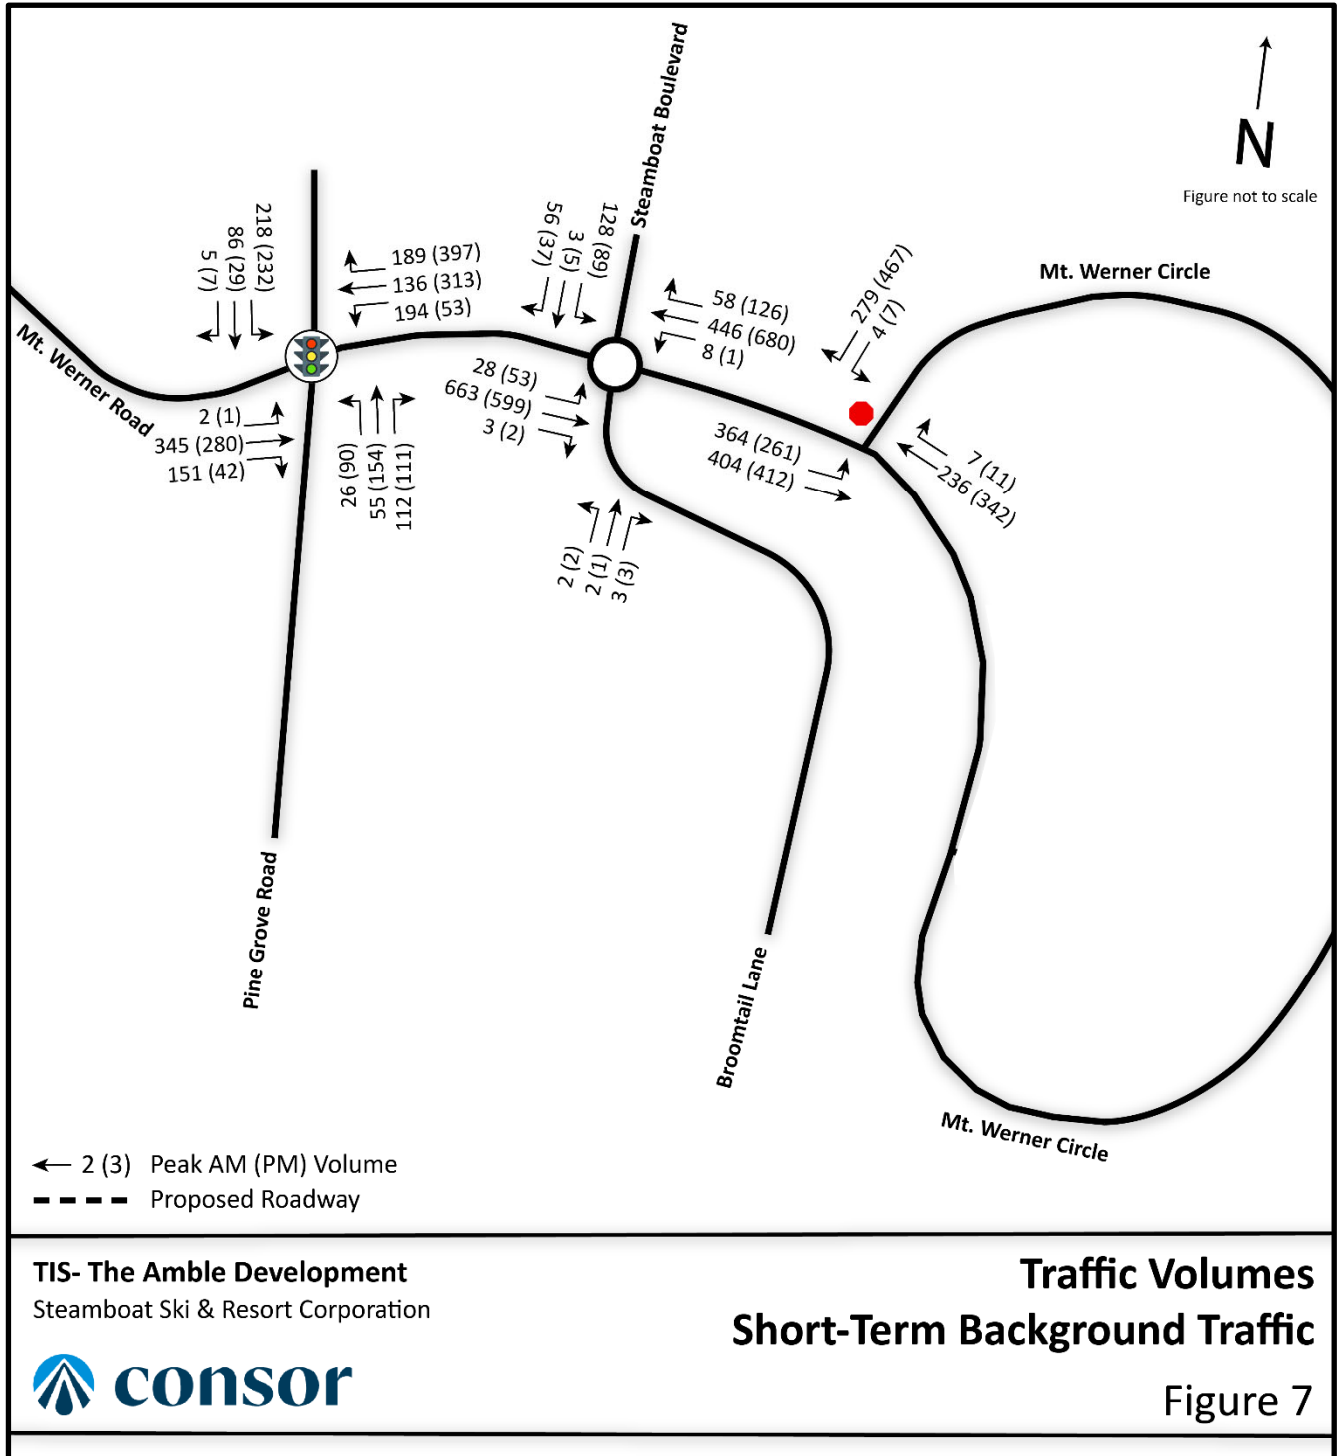 Steamboat Boulevard
N
Figure not to scale
Mt. Werner Circle
218 (232)
86 (29)
5 (7)
189 (397)
136 (313)
194 (53)
128 (89)
3 (5)
56 (37)
58 (126)
446 (680)
8 (1)
279 (467)
4 (7)
Mt. Werner Road
2 (1)
345 (280)
151 (42)
26 (90)
55 (154)
112 (111)
28 (53)
663 (599)
3 (2)
364 (261)
404 (412)
7 (11)
236 (342)
2 (2)
2 (1)
3 (3)
Pine Grove Road
Broomtail Lane
Mt. Werner Circle
2 (3) Peak AM (PM) Volume
Proposed Roadway
TIS- The Amble Development
Steamboat Ski & Resort Corporation
consor
Traffic Volumes
Short-Term Background Traffic
Figure 7